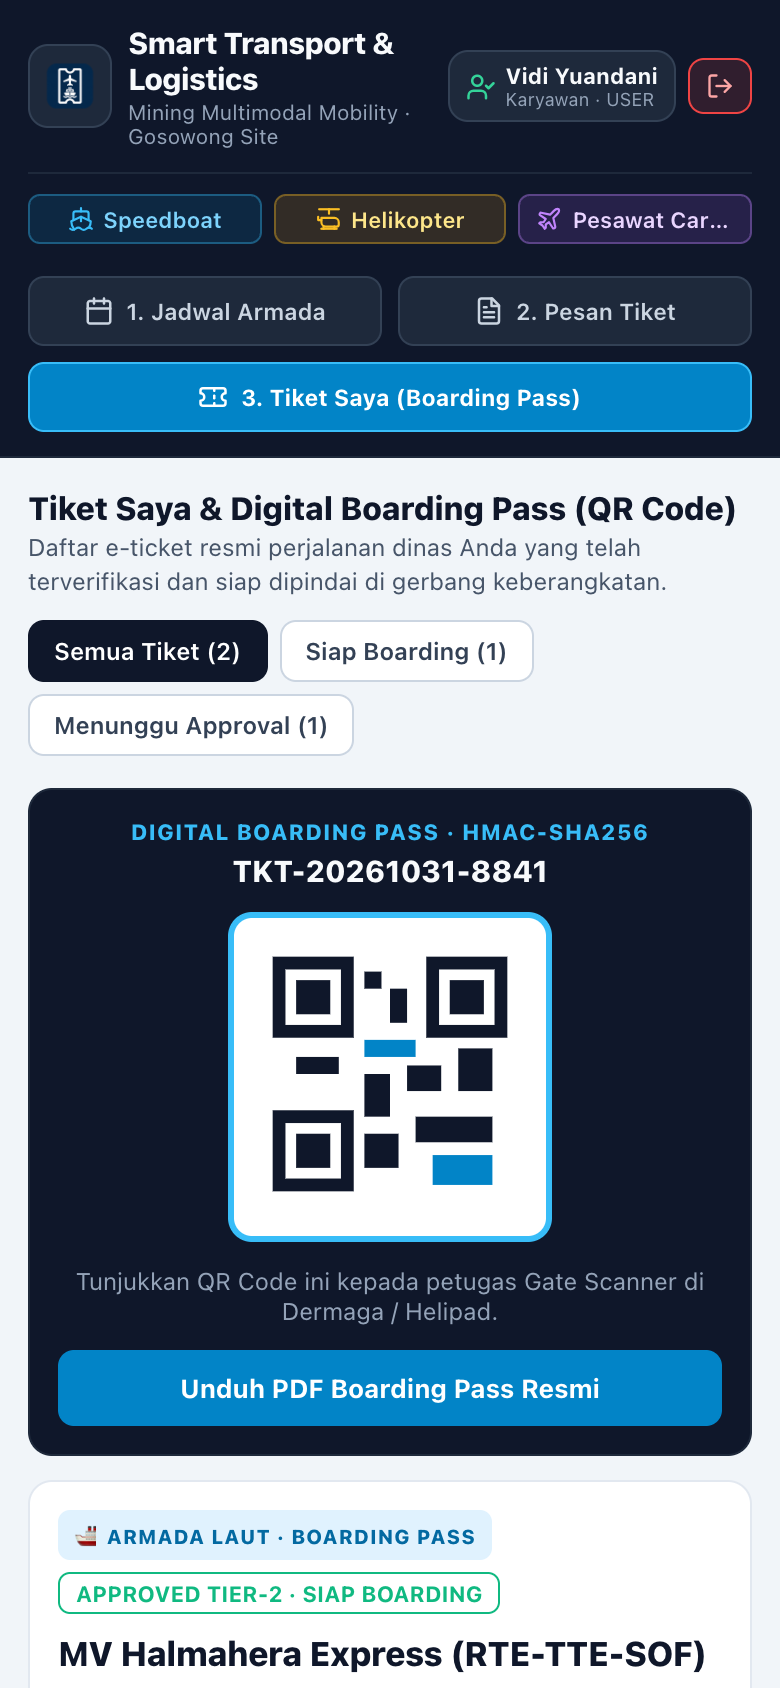 Smart Transport &
Logistics
Mining Multimodal Mobility ·
Gosowong Site
Vidi Yuandani
Karyawan · USER
Speedboat
Helikopter
Pesawat Car...
1. Jadwal Armada
2. Pesan Tiket
3. Tiket Saya (Boarding Pass)
Tiket Saya & Digital Boarding Pass (QR Code)
Daftar e-ticket resmi perjalanan dinas Anda yang telah
terverifikasi dan siap dipindai di gerbang keberangkatan.
Semua Tiket (2)
Siap Boarding (1)
Menunggu Approval (1)
DIGITAL BOARDING PASS · HMAC-SHA256
TKT-20261031-8841
Tunjukkan QR Code ini kepada petugas Gate Scanner di
Dermaga / Helipad.
Unduh PDF Boarding Pass Resmi
ARMADA LAUT · BOARDING PASS
APPROVED TIER-2 · SIAP BOARDING
MV Halmahera Express (RTE-TTE-SOF)